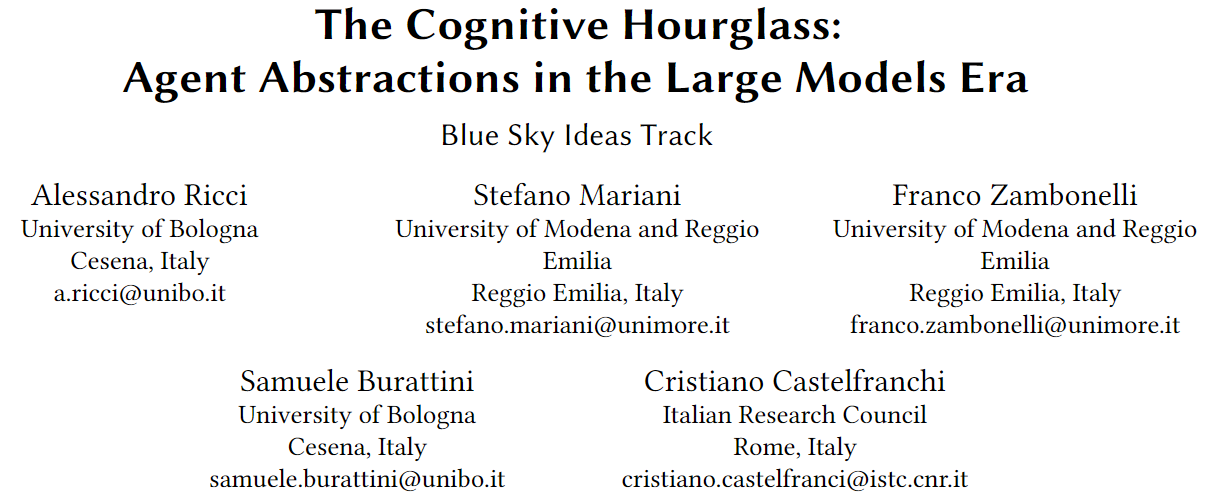 The Cognitive Hourglass:
Agent Abstractions in the Large Models Era
Blue Sky Ideas Track
Alessandro Ricci
University of Bologna
Cesena, Italy
a.ricci@unibo.it
Stefano Mariani
University of Modena and Reggio
Emilia
Reggio Emilia, Italy
stefano.mariani@unimore.it
Franco Zambonelli
University of Modena and Reggio
Emilia
Reggio Emilia, Italy
franco.zambonelli@unimore.it
Samuele Burattini
University of Bologna
Cesena, Italy
samuele.burattini@unibo.it
Cristiano Castelfranchi
Italian Research Council
Rome, Italy
cristiano.castelfranci@istc.cnr.it